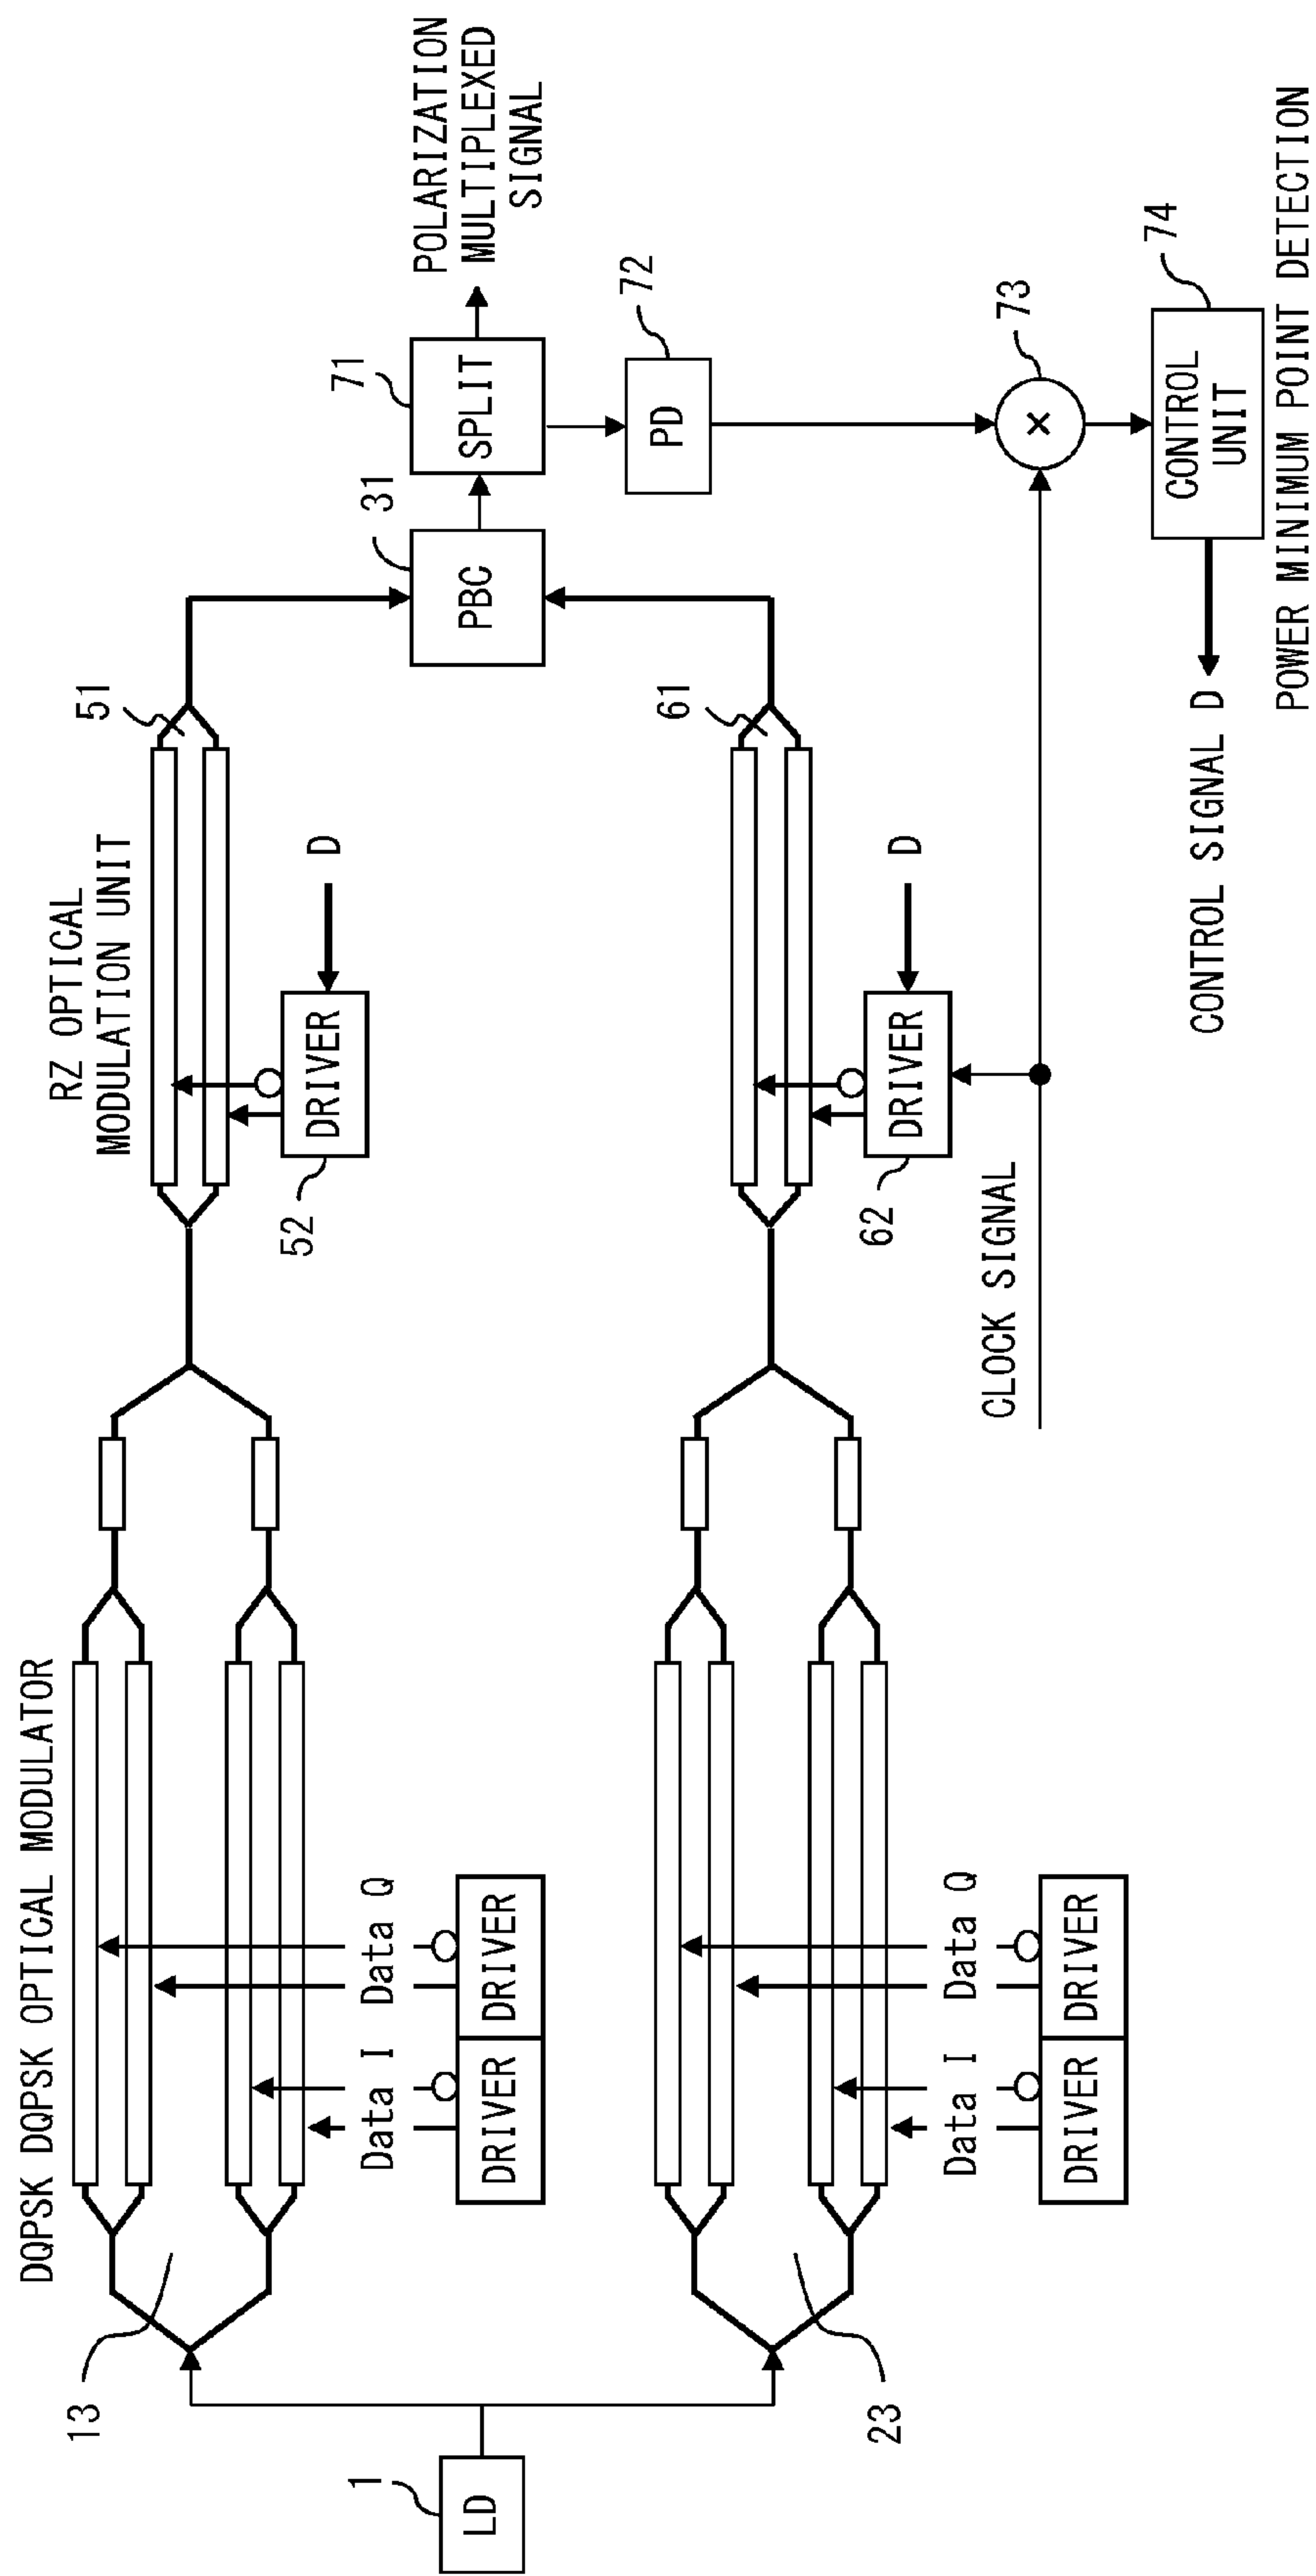 DQPSK DQPSK OPTICAL MODULATOR
RZ OPTICAL
MODULATION UNIT
13
51
DRIVER
52
D
Data I
Data Q
DRIVER
DRIVER
1
LD
PBC
31
SPLIT
71
POLARIZATION
MULTIPLEXED
SIGNAL
PD
72
23
61
DRIVER
62
D
Data I
Data Q
DRIVER
DRIVER
CLOCK SIGNAL
×
73
CONTROL
UNIT
74
CONTROL SIGNAL D
POWER MINIMUM POINT DETECTION